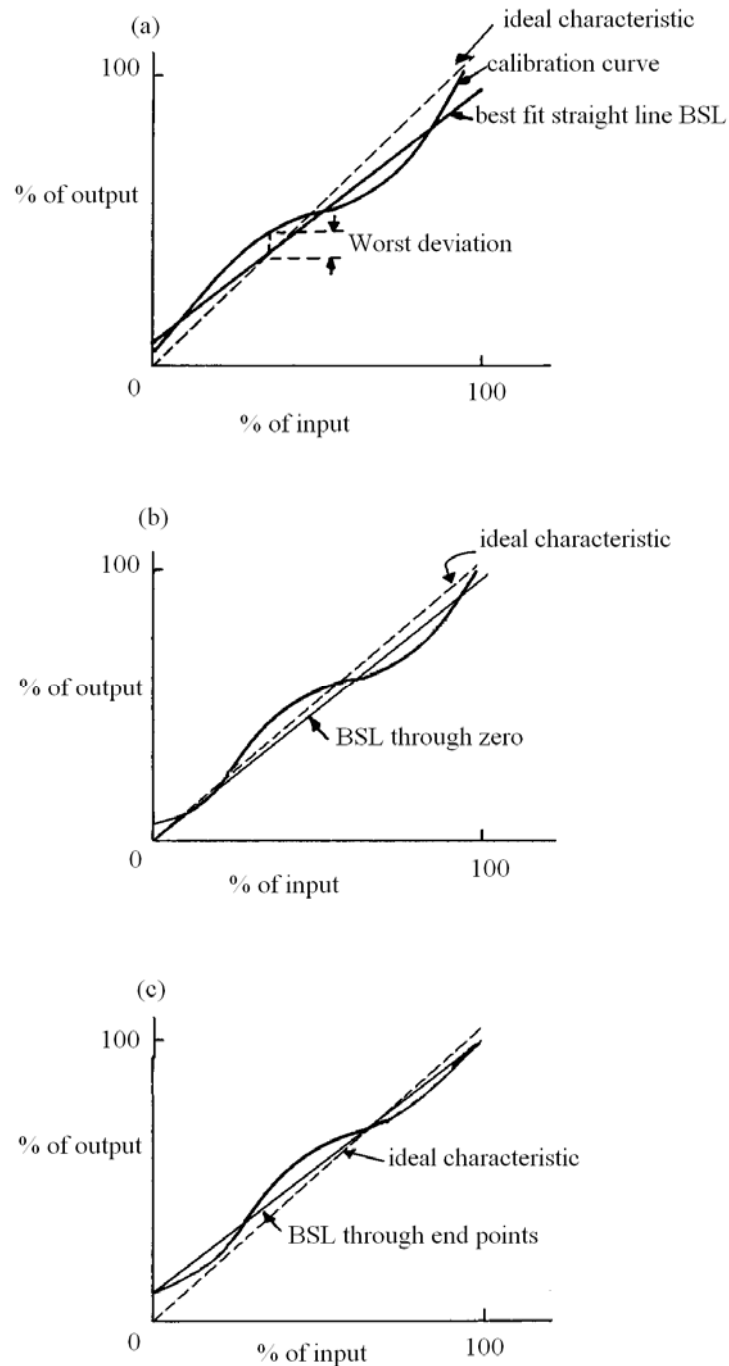 (a)
ideal characteristic
100
calibration curve
best fit straight line BSL
% of output
Worst deviation
0
100
% of input
(b)
ideal characteristic
100
% of output
BSL through zero
0
100
% of input
(c)
100
% of output
ideal characteristic
BSL through end points
0
100
% of input